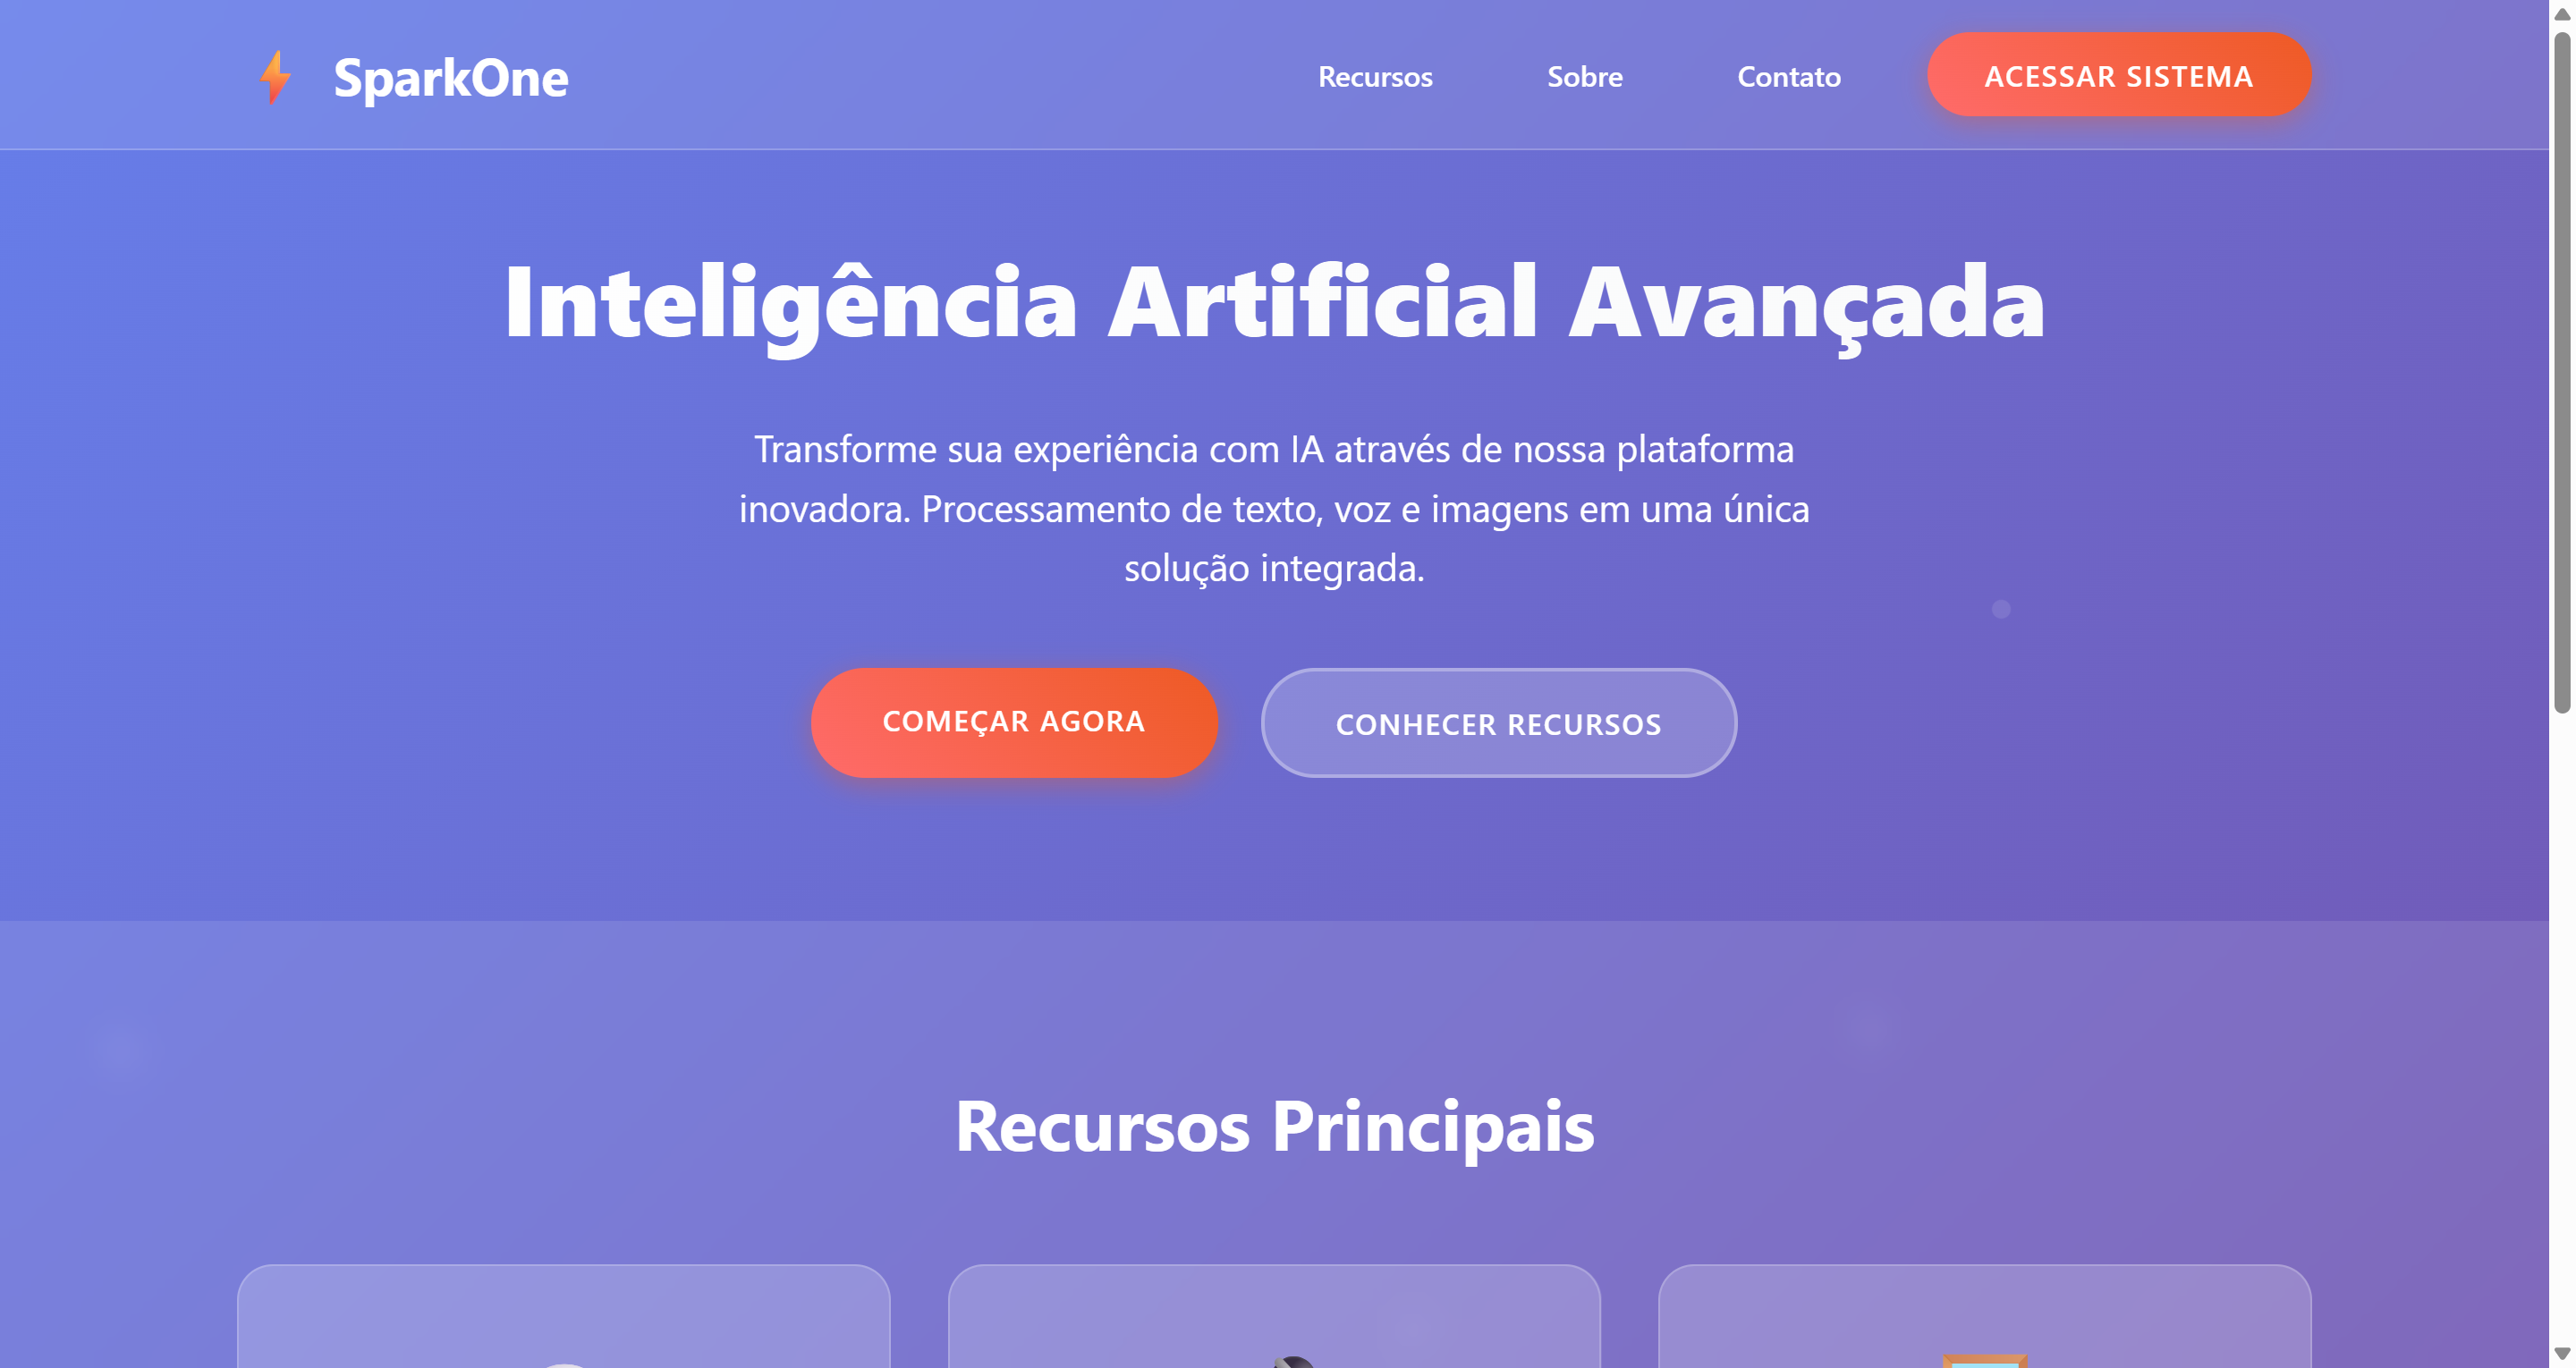 SparkOne
Recursos
Sobre
Contato
ACESSAR SISTEMA
Inteligência Artificial Avançada
Transforme sua experiência com IA através de nossa plataforma
inovadora. Processamento de texto, voz e imagens em uma única
solução integrada.
COMEÇAR AGORA
CONHECER RECURSOS
Recursos Principais